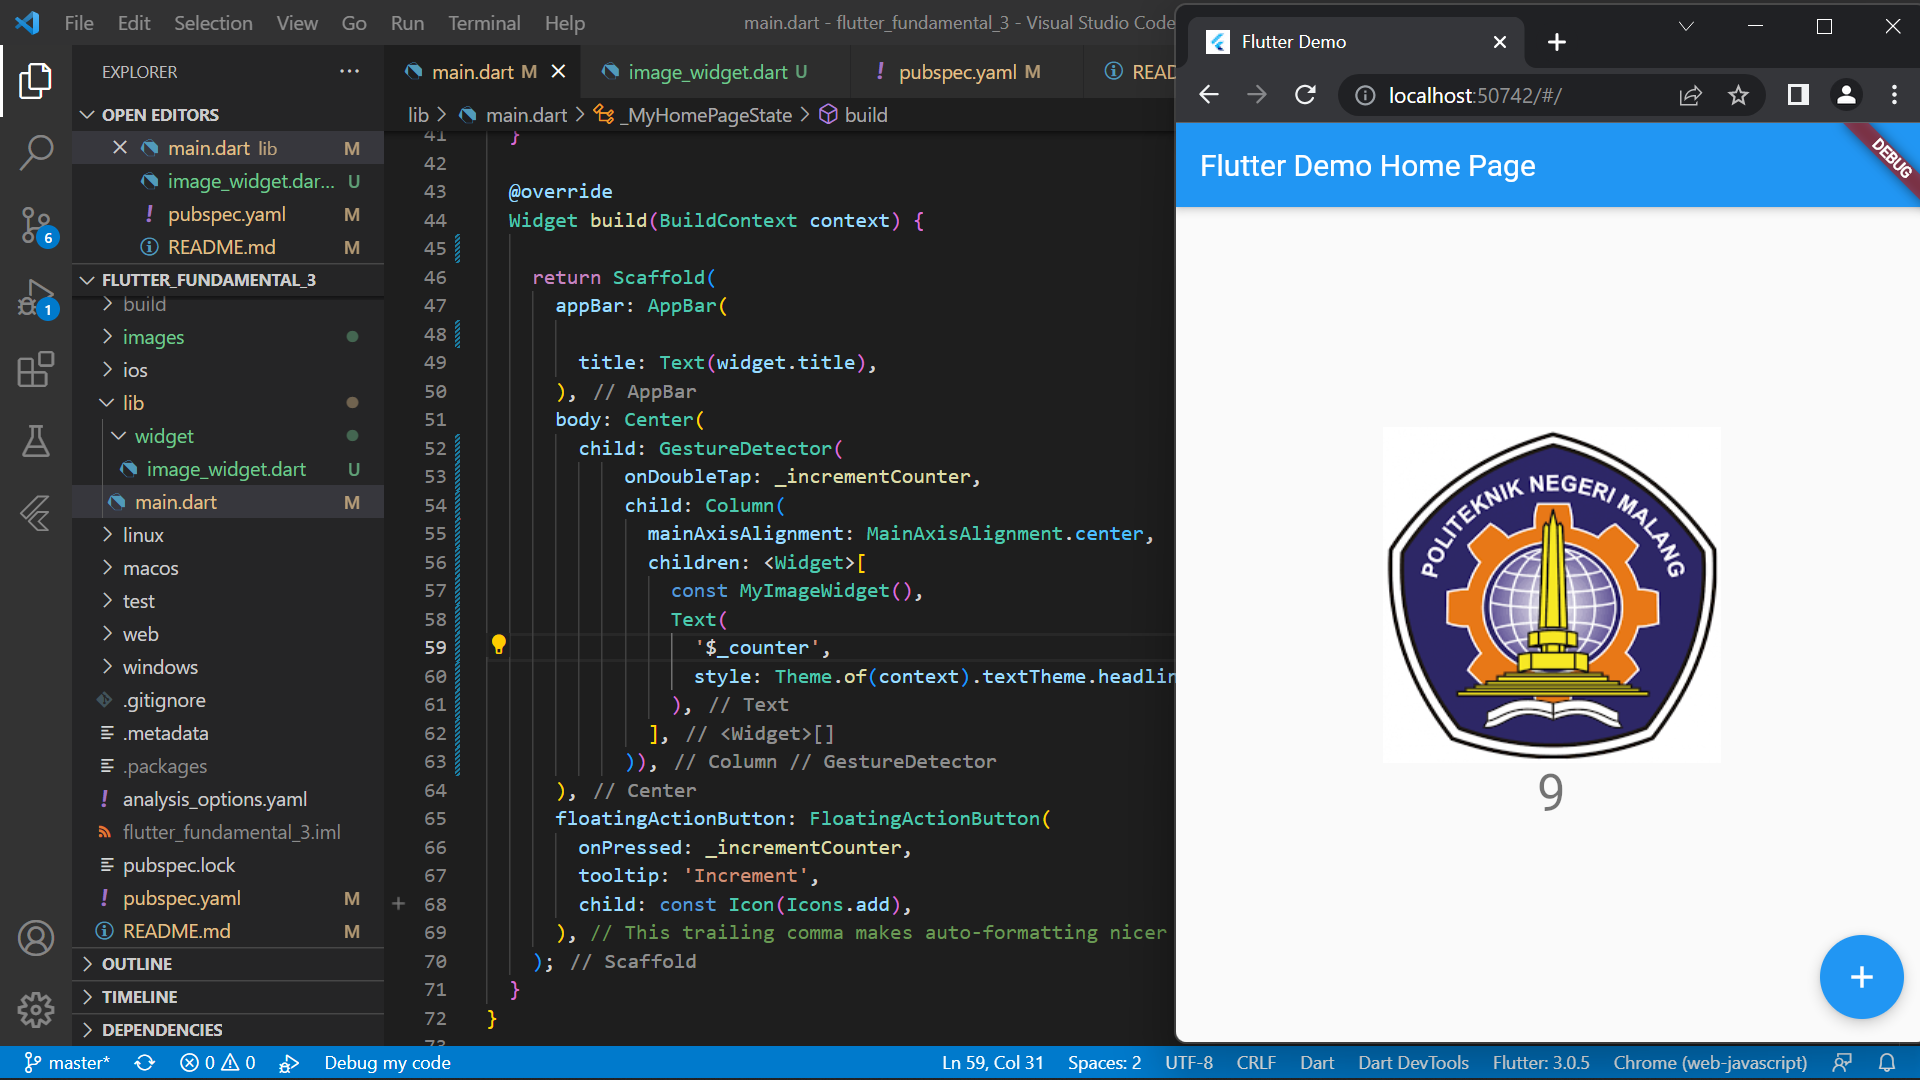 File Edit Selection View Go Run Terminal Help
main.dart - flutter_fundamental_3 - Visual Studio Code
EXPLORER
OPEN EDITORS
main.dart lib M
image_widget.dar... U
pubspec.yaml M
README.md M
FLUTTER_FUNDAMENTAL_3
build
images
ios
lib
widget
image_widget.dart U
main.dart M
linux
macos
test
web
windows
.gitignore
.metadata
.packages
analysis_options.yaml
flutter_fundamental_3.iml
pubspec.lock
pubspec.yaml M
README.md M
OUTLINE
TIMELINE
DEPENDENCIES
6
1
main.dart M image_widget.dart U ! pubspec.yaml M READ
lib > main.dart > _MyHomePageState > build
41 }
42
43 @override
44 Widget build(BuildContext context) {
45
46 return Scaffold(
47 appBar: AppBar(
48
49 title: Text(widget.title),
50 ), // AppBar
51 body: Center(
52 child: GestureDetector(
53 onDoubleTap: _incrementCounter,
54 child: Column(
55 mainAxisAlignment: MainAxisAlignment.center,
56 children: <Widget>[
57 const MyImageWidget(),
58 Text(
59 '$_counter',
60 style: Theme.of(context).textTheme.headlin
61 ), // Text
62 ], // <Widget>[]
63 )), // Column // GestureDetector
64 ), // Center
65 floatingActionButton: FloatingActionButton(
66 onPressed: _incrementCounter,
67 tooltip: 'Increment',
68 child: const Icon(Icons.add),
69 ), // This trailing comma makes auto-formatting nicer
70 ); // Scaffold
71 }
72 }
Flutter Demo
localhost:50742/#/
Flutter Demo Home Page
DEBUG
POLITEKNIK NEGERI MALANG
9
master* 0 0 Debug my code Ln 59, Col 31 Spaces: 2 UTF-8 CRLF Dart Dart DevTools Flutter: 3.0.5 Chrome (web-javascript)